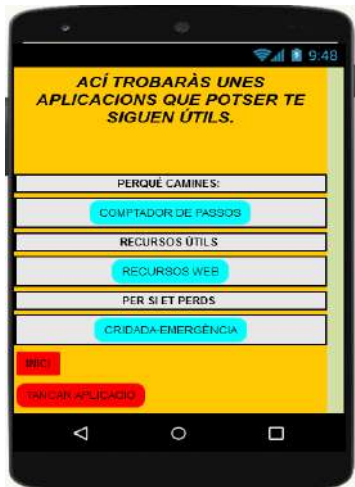 9:48
ACÍ TROBARÀS UNES
APLICACIONS QUE POTSER TE
SIGUEN ÚTILS.
PERQUÈ CAMINES:
COMPTADOR DE PASSOS
RECURSOS ÚTILS
RECURSOS WEB
PER SI ET PERDS
CRIDADA-EMERGÈNCIA
INICI
TANCAR APLICACIÓ